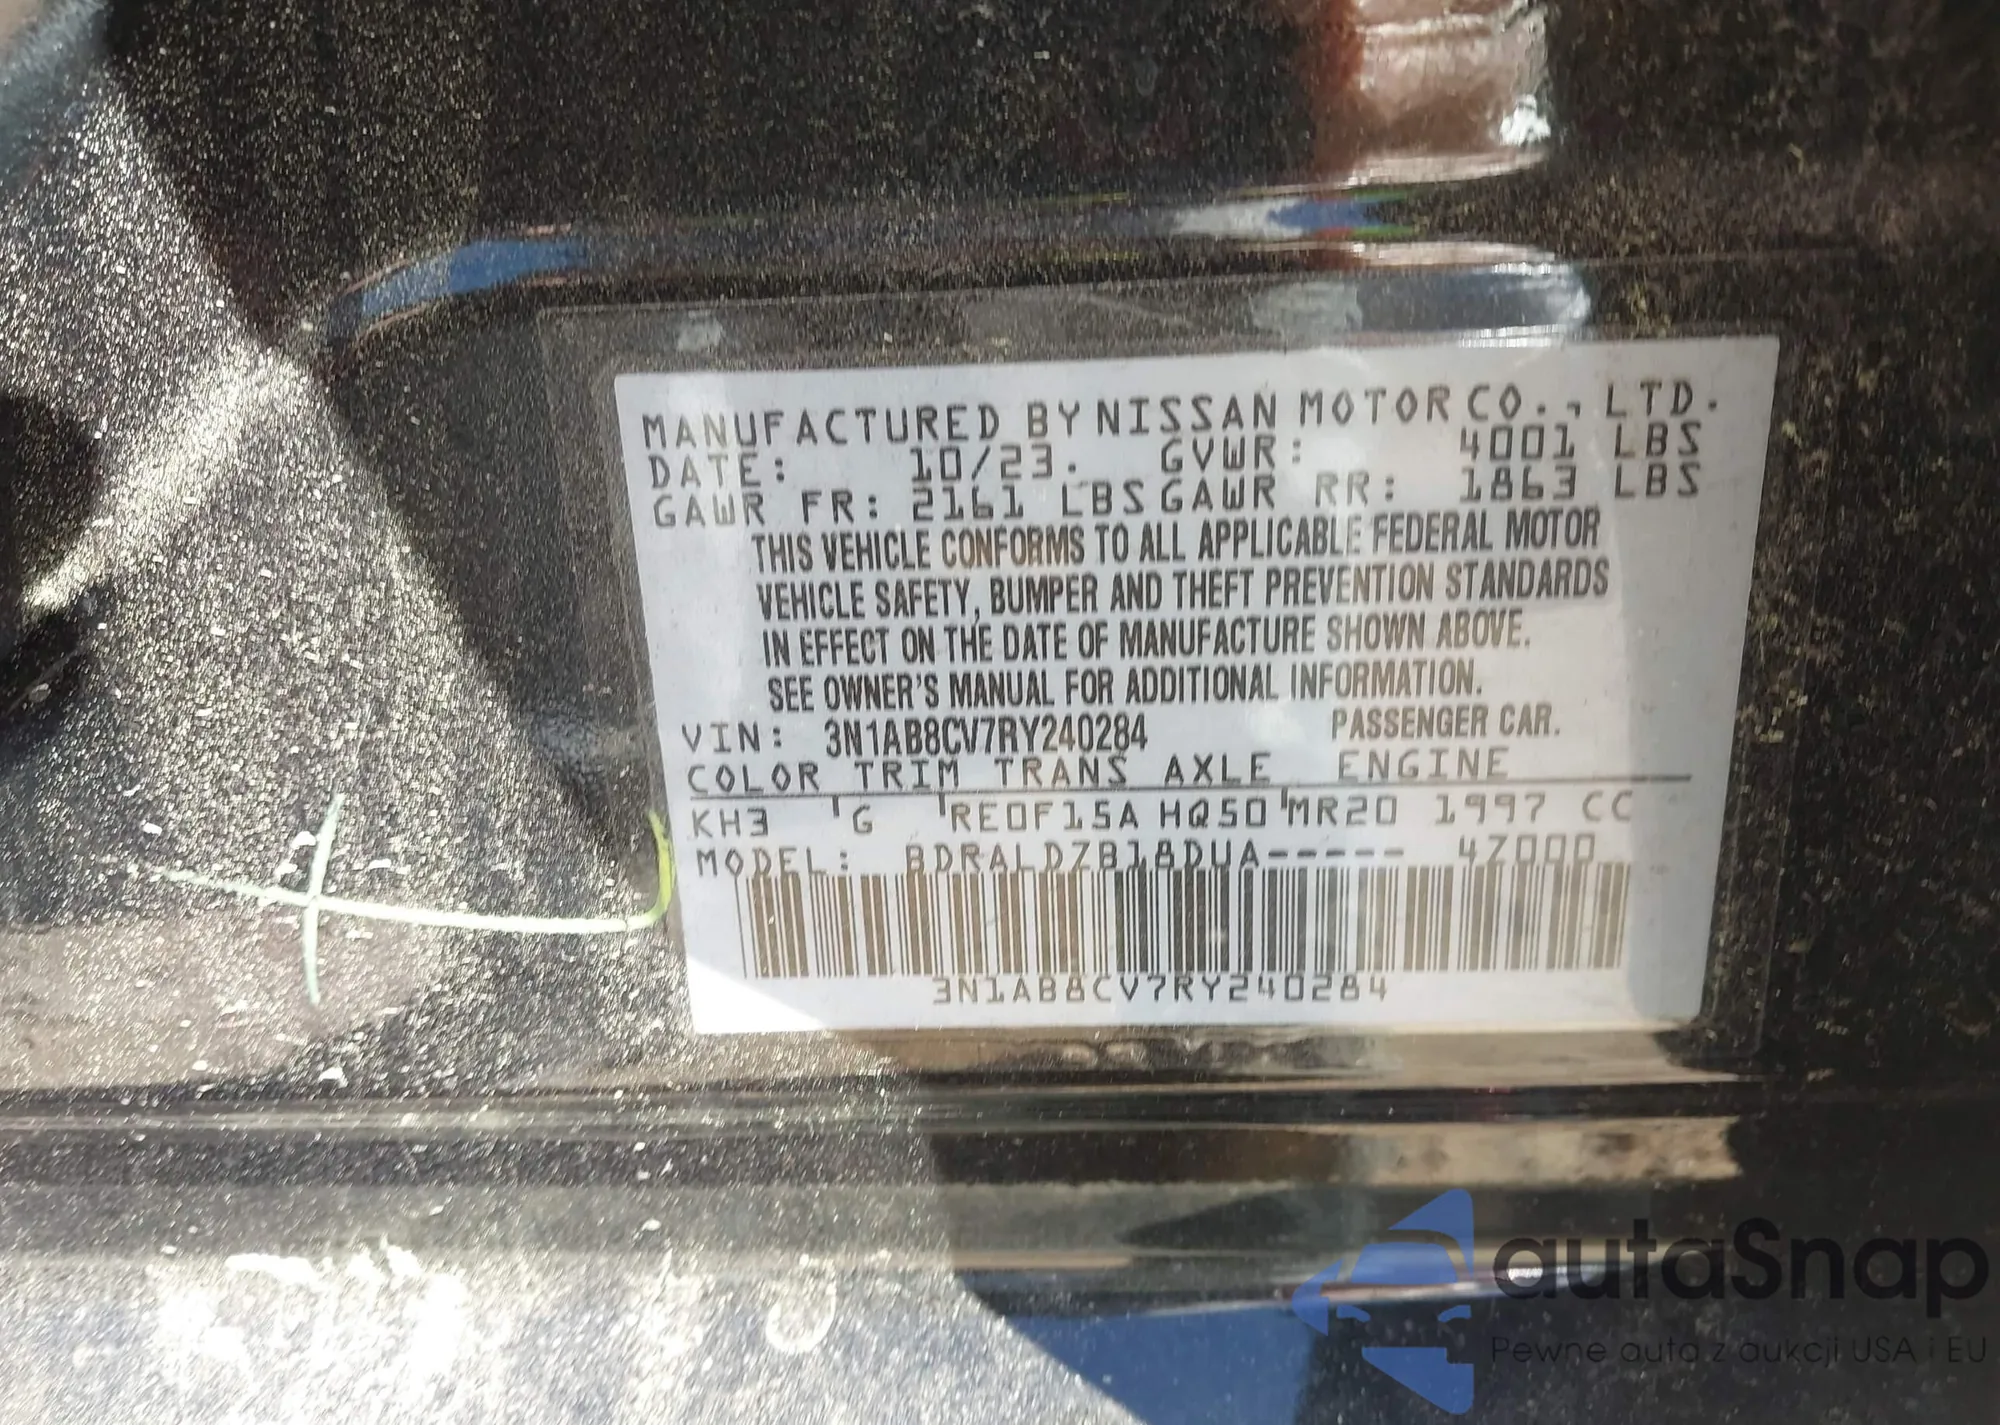 MANUFACTURED BY NISSAN MOTOR CO., LTD.
DATE: 10/23. GVWR: 4001 LBS
GAWR FR: 2161 LBS GAWR RR: 1863 LBS
THIS VEHICLE CONFORMS TO ALL APPLICABLE FEDERAL MOTOR
VEHICLE SAFETY, BUMPER AND THEFT PREVENTION STANDARDS
IN EFFECT ON THE DATE OF MANUFACTURE SHOWN ABOVE.
SEE OWNER'S MANUAL FOR ADDITIONAL INFORMATION.
VIN: 3N1AB8CV7RY240284 PASSENGER CAR.
COLOR TRIM TRANS AXLE ENGINE
KH3 G RE0F15A HQ50 MR20 1997 CC
MODEL: BDRALDZB18DUA----- 4Z000
3N1AB8CV7RY240284
autaSnap
Pewne auta z aukcji USA i EU